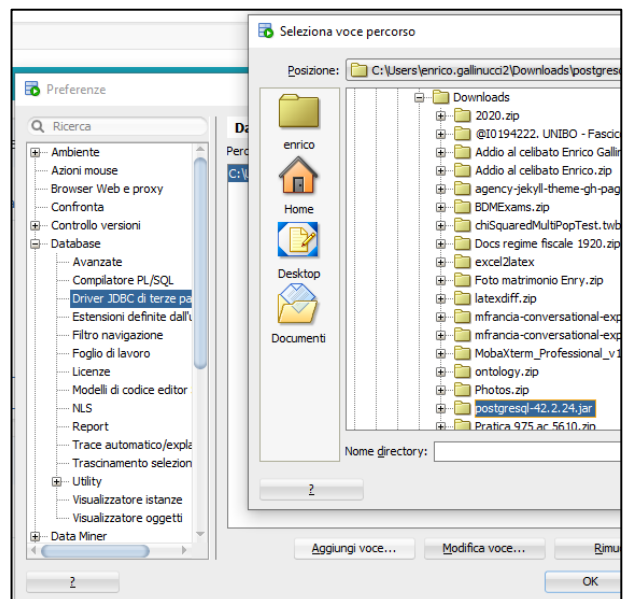 Seleziona voce percorso
Posizione:
C:\Users\enrico.gallinucci2\Downloads\postgres
enrico
Home
Desktop
Documenti
Downloads
2020.zip
@I0194222. UNIBO - Fascic
Addio al celibato Enrico Gallin
Addio al celibato Enrico.zip
agency-jekyll-theme-gh-pag
BDMExams.zip
chiSquaredMultiPopTest.twb
Docs regime fiscale 1920.zip
excel2latex
Foto matrimonio Enry.zip
latexdiff.zip
mfrancia-conversational-exp
mfrancia-conversational-exp
MobaXterm_Professional_v1
ontology.zip
Photos.zip
postgresql-42.2.24.jar
Pratica 975 ac 5610.zip
Nome directory:
?
Preferenze
Ricerca
Ambiente
Azioni mouse
Browser Web e proxy
Confronta
Controllo versioni
Database
Avanzate
Compilatore PL/SQL
Driver JDBC di terze pa
Estensioni definite dall'u
Filtro navigazione
Foglio di lavoro
Licenze
Modelli di codice editor
NLS
Report
Trace automatico/expla
Trascinamento selezion
Utility
Visualizzatore istanze
Visualizzatore oggetti
Data Miner
Da
Perc
C:\
Aggiungi voce...
Modifica voce...
Rimu
?
OK